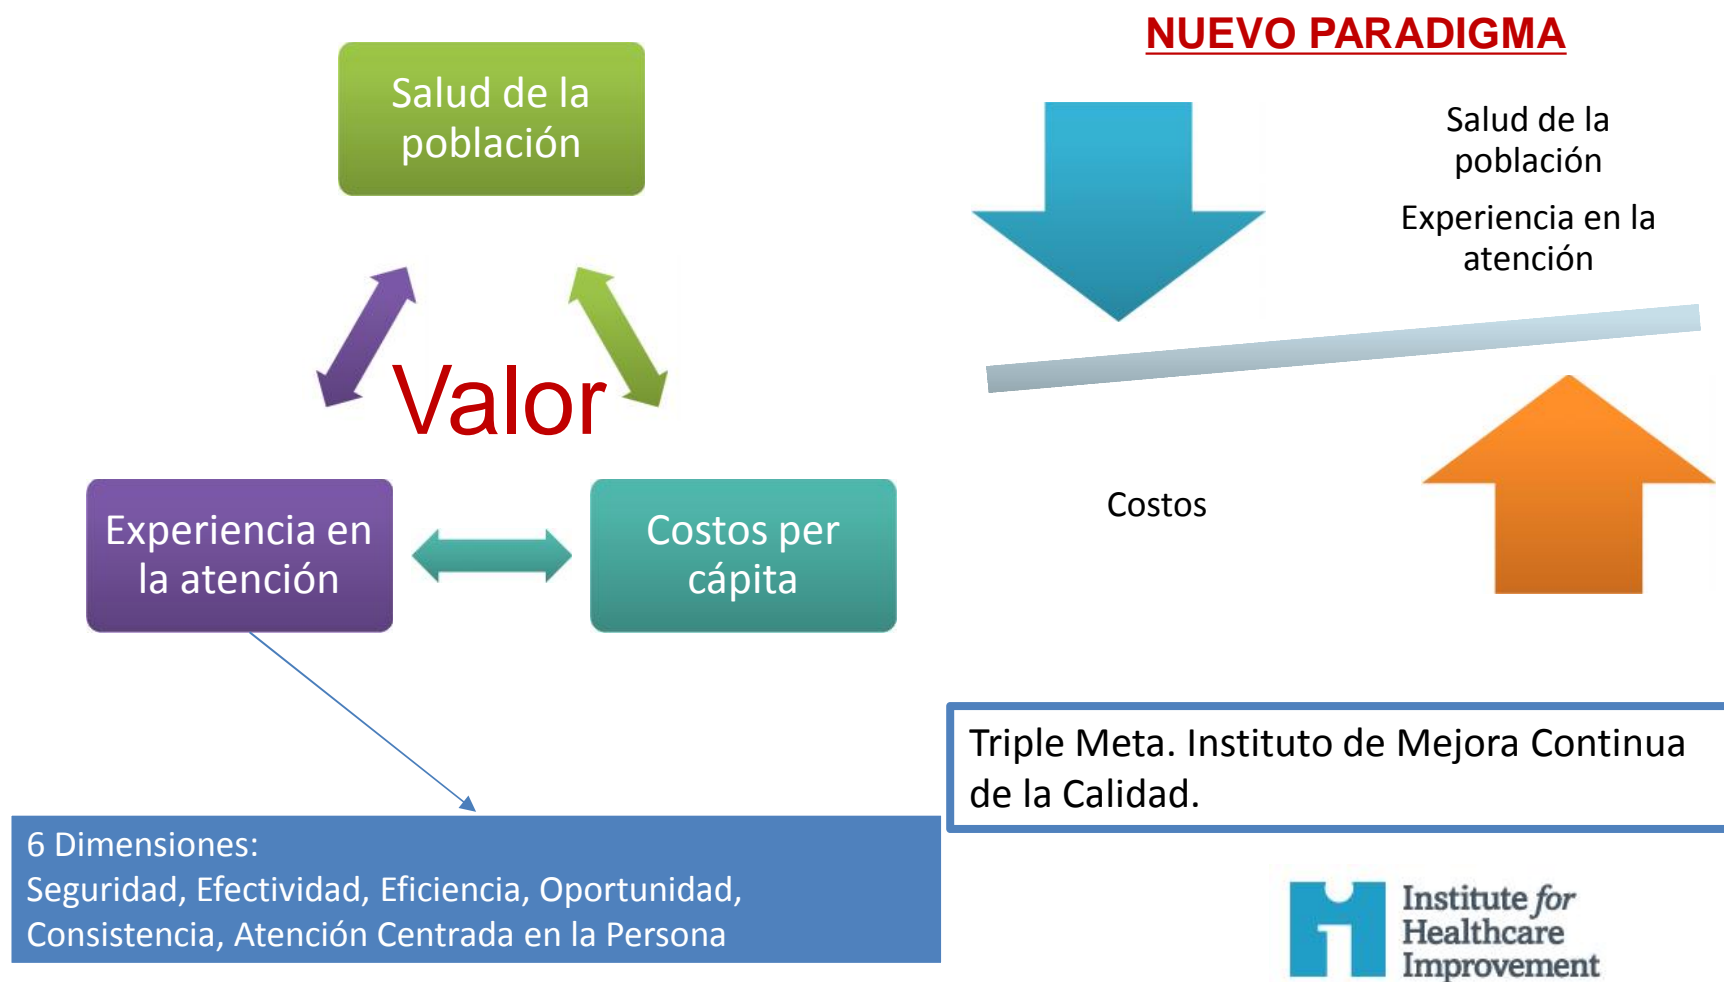 NUEVO PARADIGMA
Salud de la
población
Valor
Experiencia en
la atención
Costos per
cápita
6 Dimensiones:
Seguridad, Efectividad, Eficiencia, Oportunidad,
Consistencia, Atención Centrada en la Persona
Salud de la
población
Experiencia en la
atención
Costos
Triple Meta. Instituto de Mejora Continua
de la Calidad.
Institute for
Healthcare
Improvement